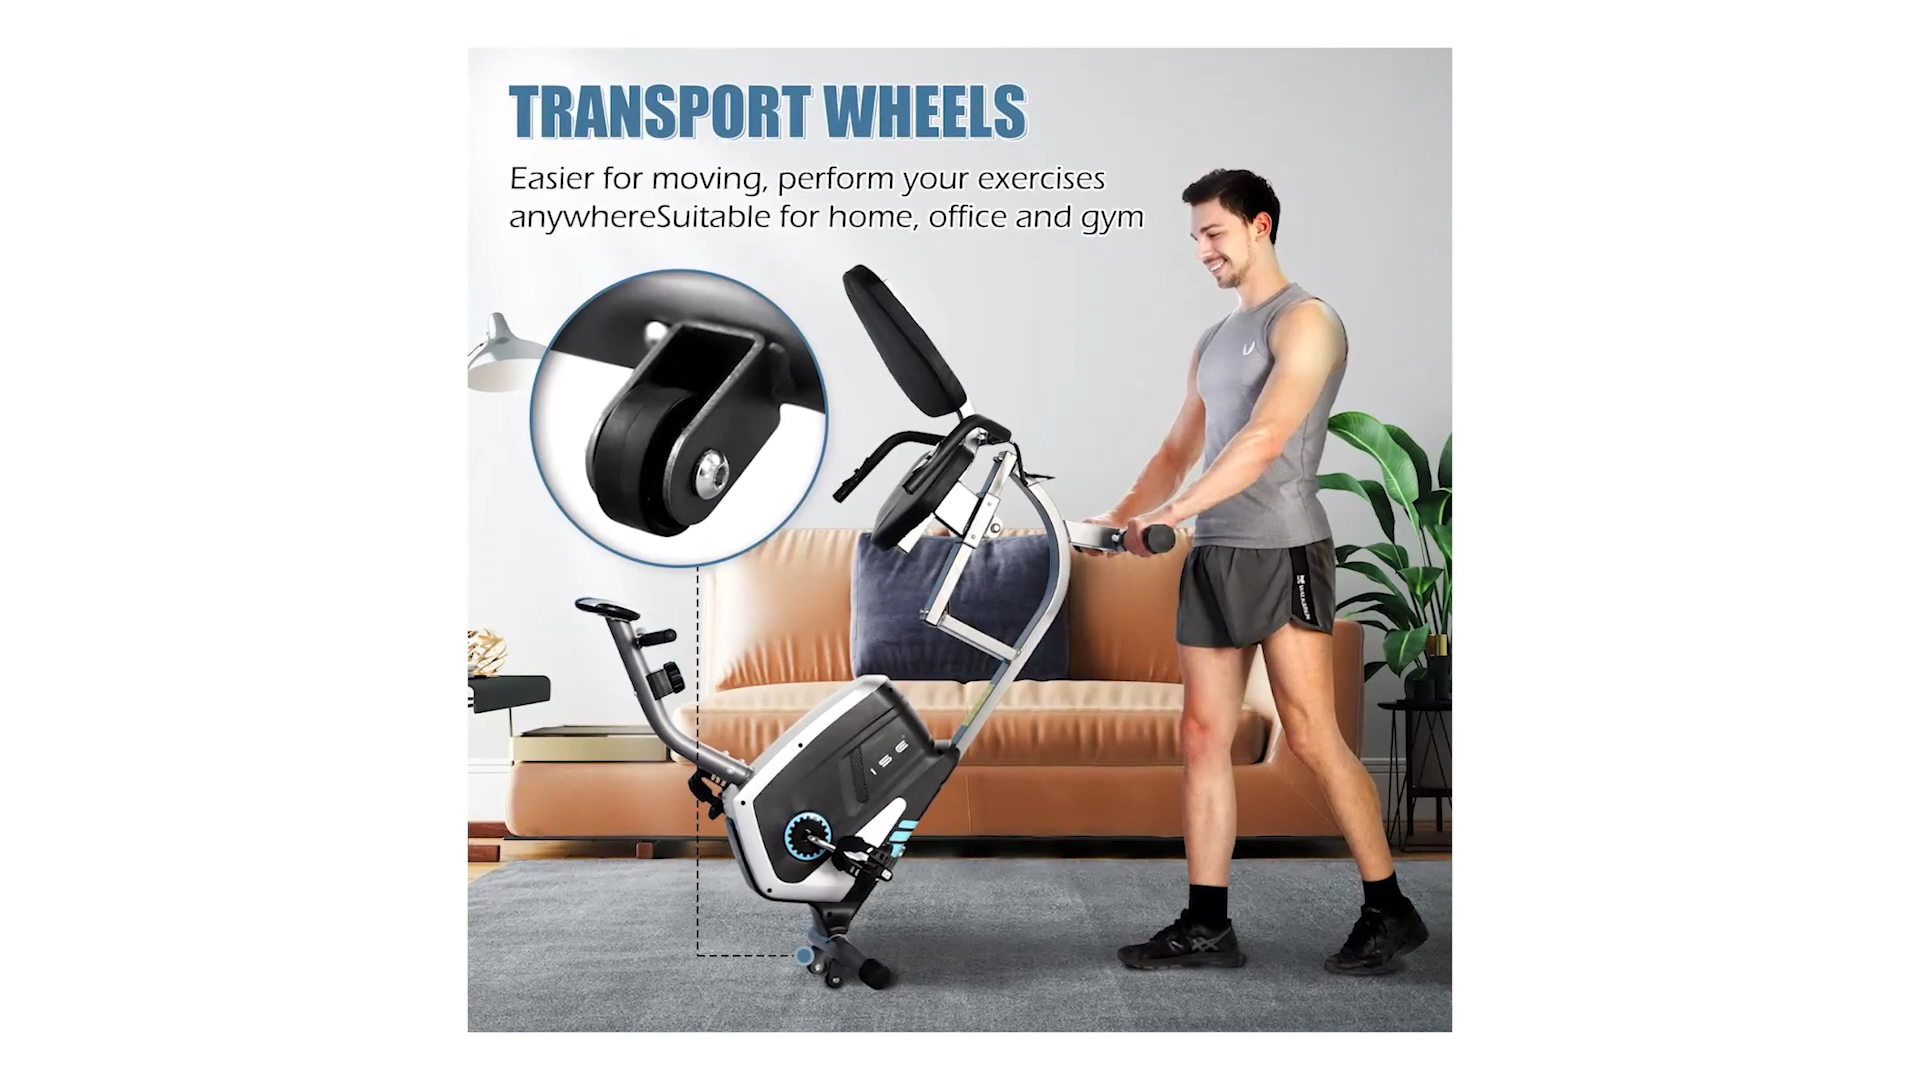 TRANSPORT WHEELS
Easier for moving, perform your exercises
anywhereSuitable for home, office and gym